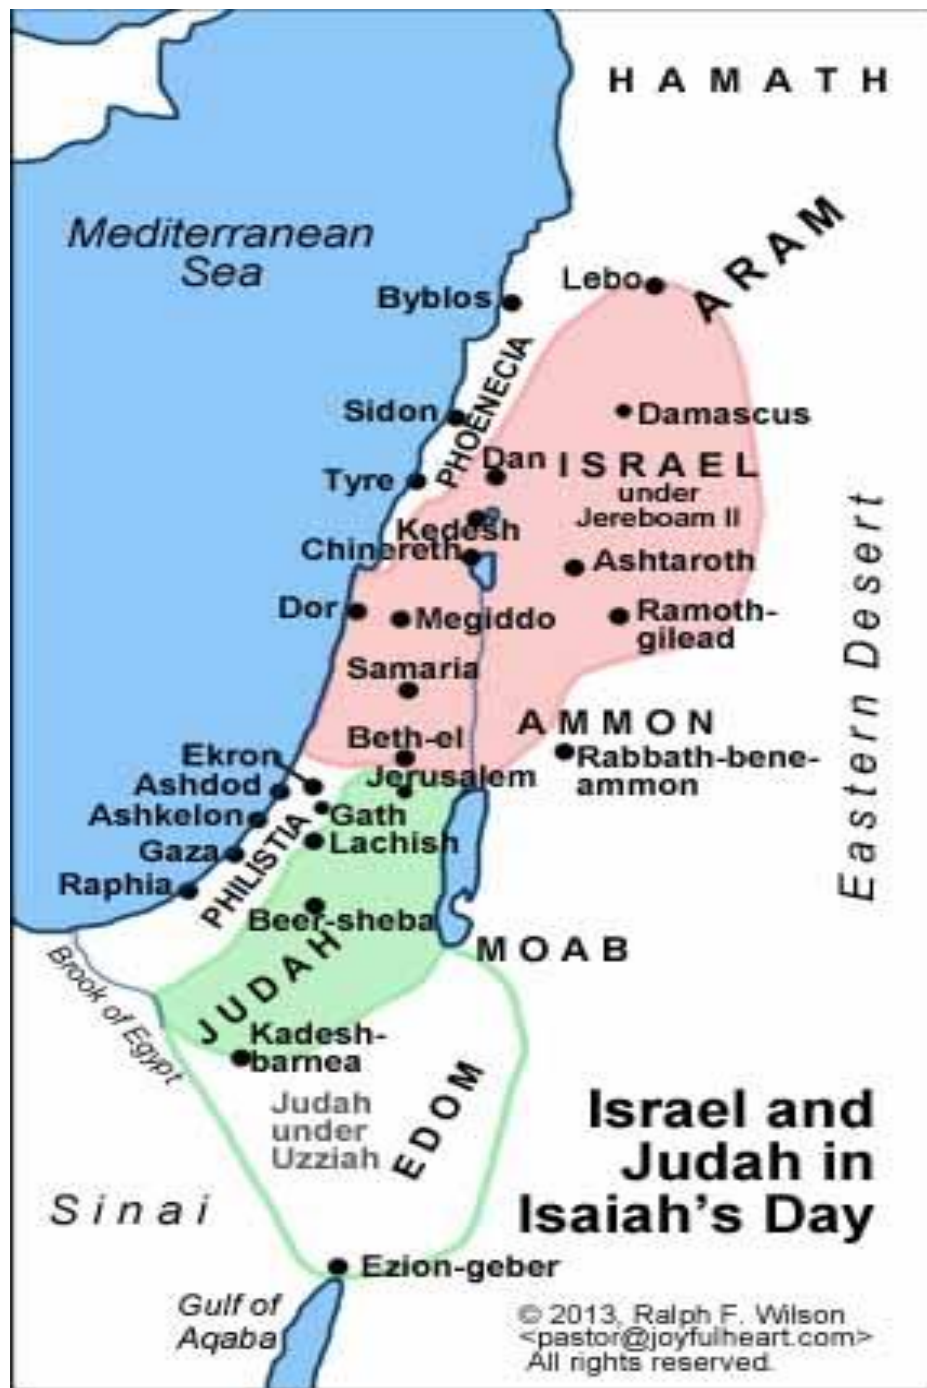 HAMATH
Mediterranean
Sea
ARAM
Lebo
Byblos
PHOENECIA
Sidon
Damascus
Dan
ISRAEL
under
Jereboam II
Tyre
Kedesh
Chinereth
Ashtaroth
Eastern Desert
Dor
Megiddo
Ramoth-
gilead
Samaria
AMMON
Beth-el
Rabbath-bene-
ammon
Ekron
Jerusalem
Ashdod
Ashkelon
Gath
Lachish
Gaza
PHILISTIA
Raphia
Beer-sheba
MOAB
JUDAH
Brook of Egypt
Kadesh-
barnea
Judah
under
Uzziah
EDOM
Israel and
Judah in
Isaiah's Day
Sinai
Ezion-geber
Gulf of
Aqaba
© 2013, Ralph F. Wilson
<pastor@joyfulheart.com>
All rights reserved.